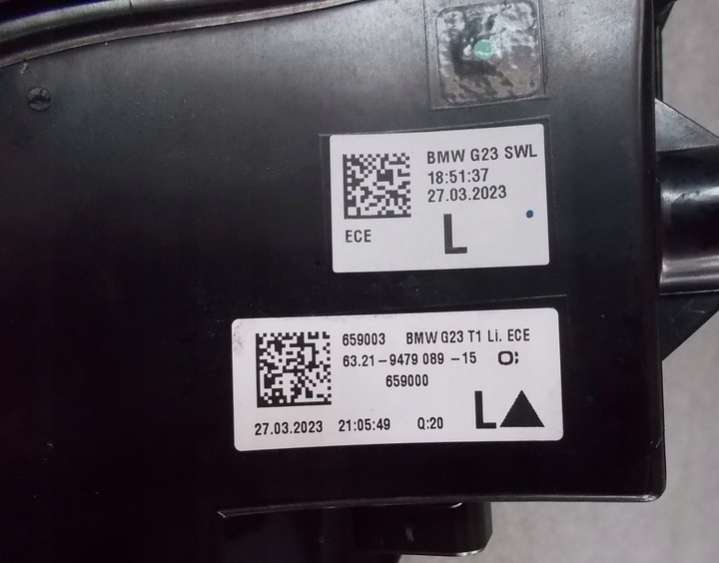 BMW G23 SWL
18:51:37
27.03.2023
ECE
L
659003 BMW G23 T1 Li. ECE
63.21-9479 089-15 O:
659000
27.03.2023 21:05:49 Q:20 L